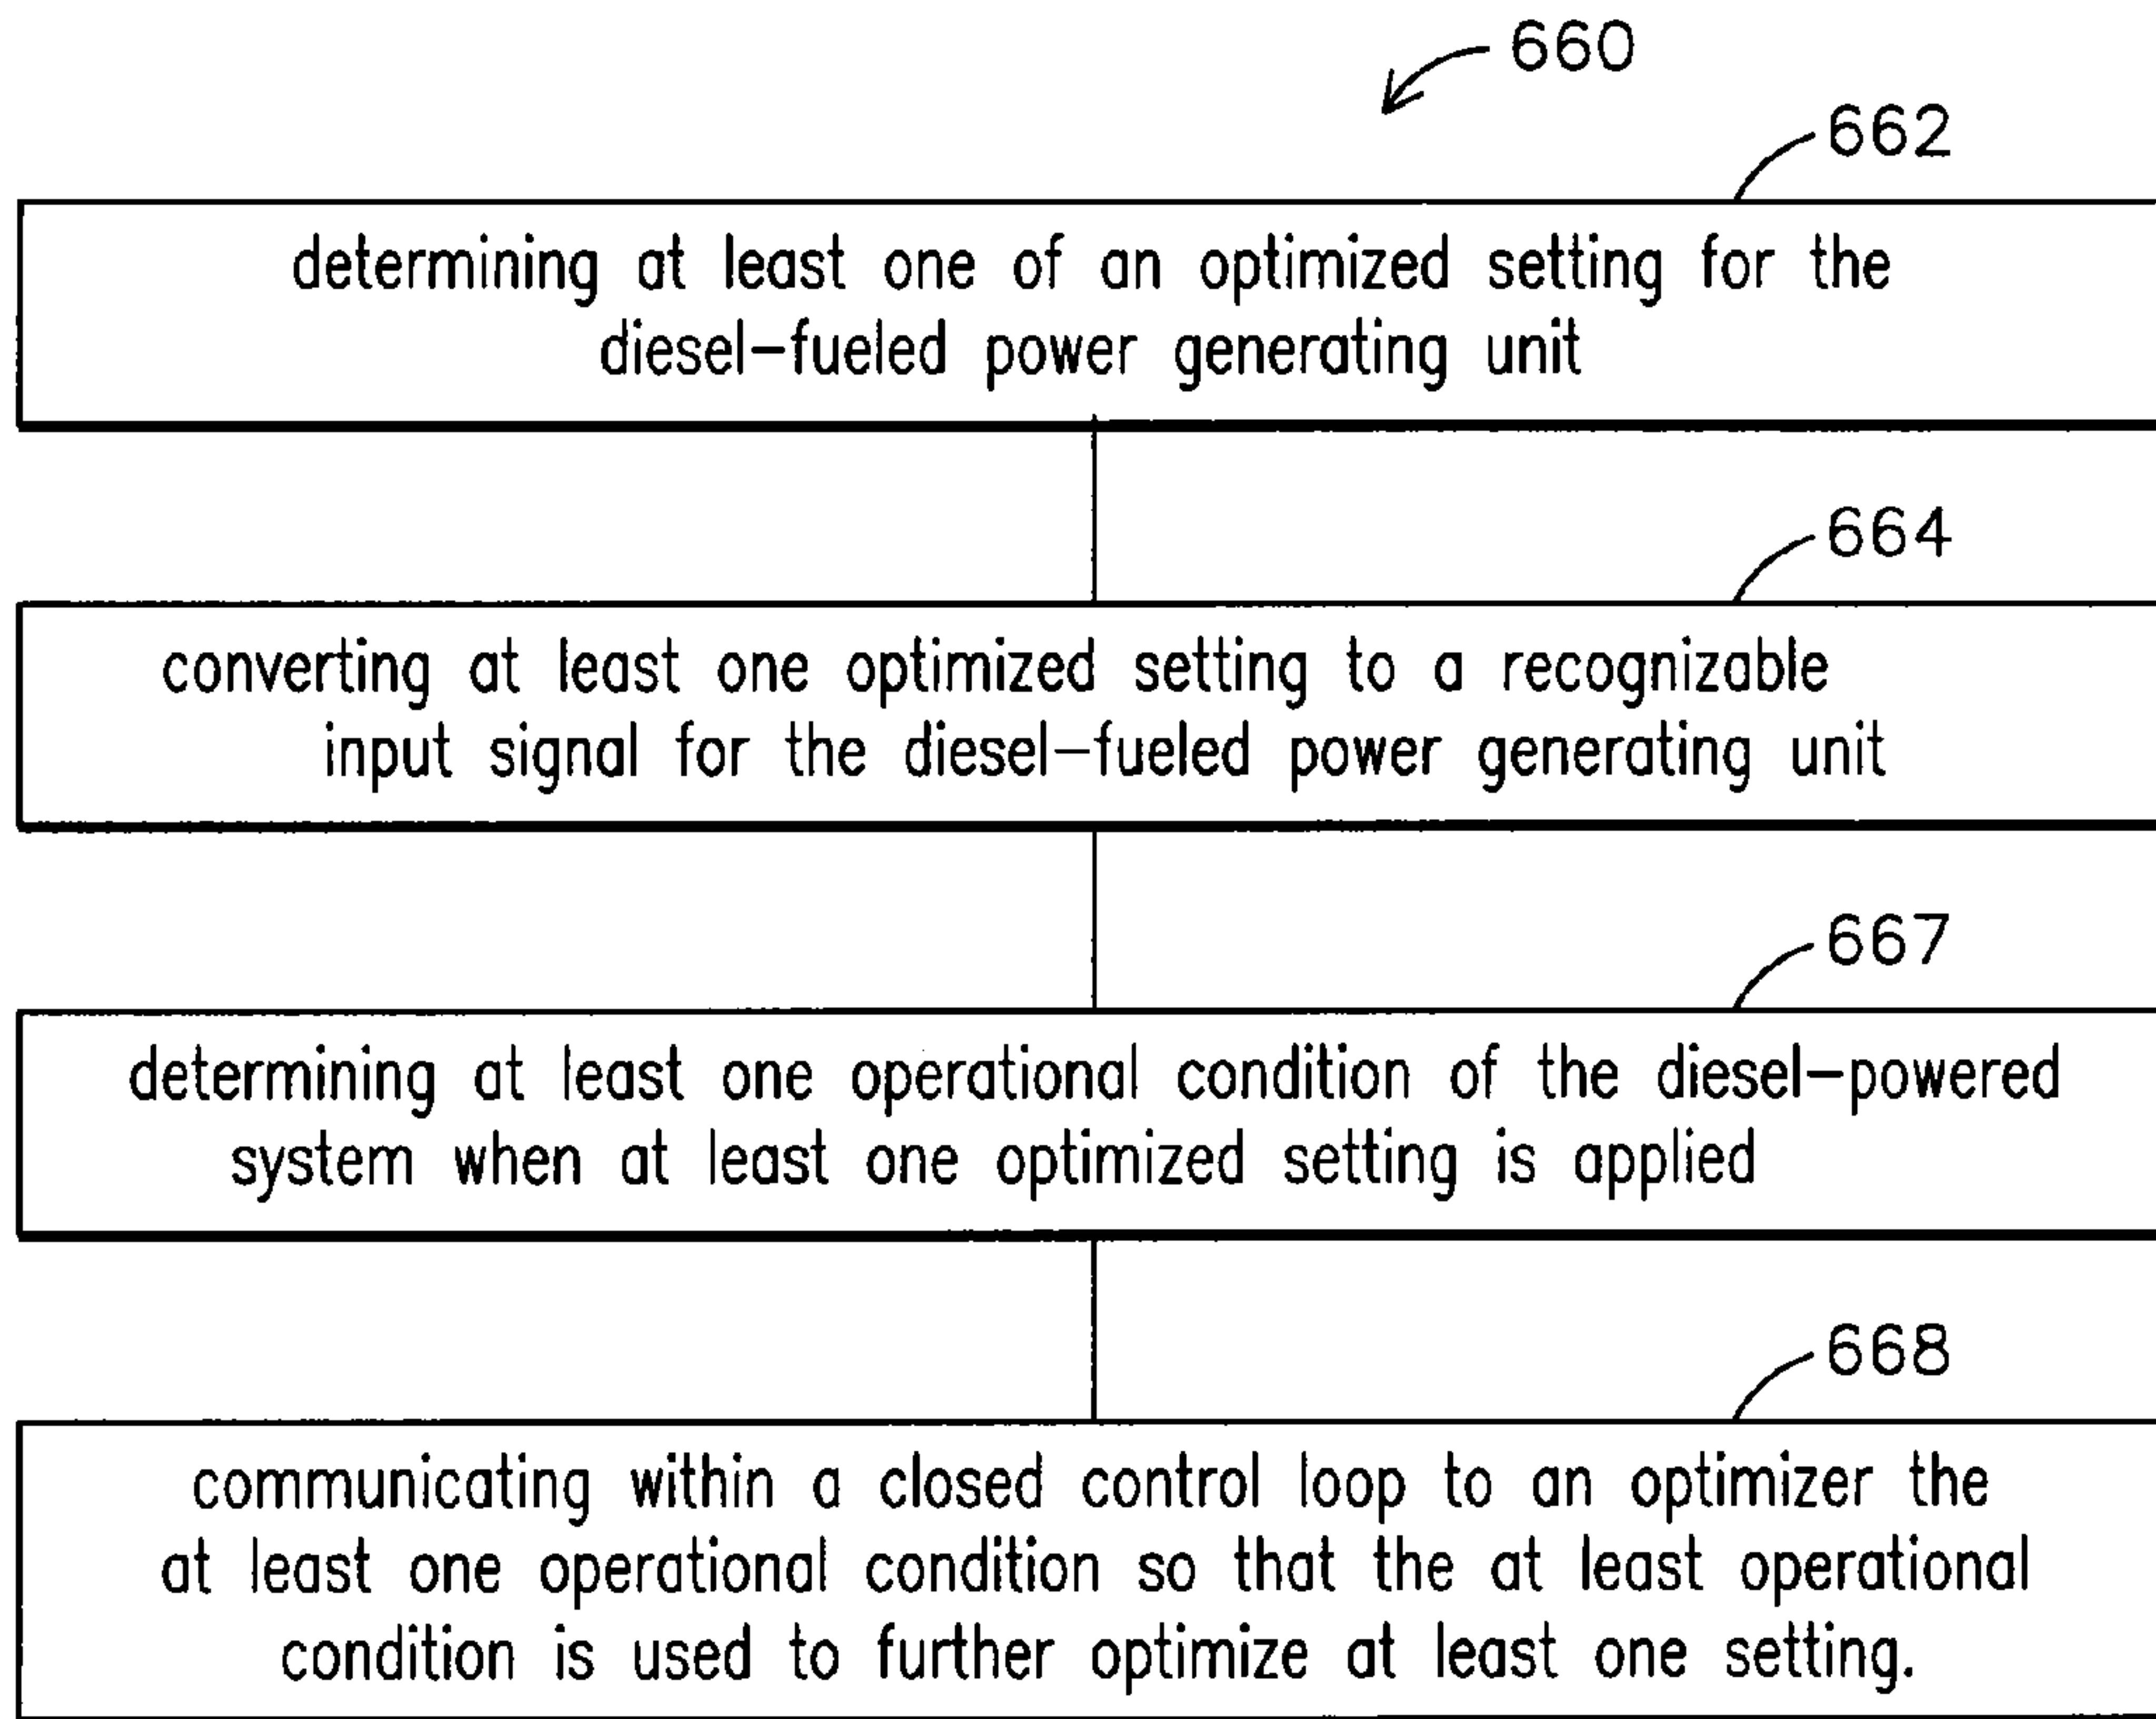 660
662
determining at least one of an optimized setting for the
diesel-fueled power generating unit
664
converting at least one optimized setting to a recognizable
input signal for the diesel-fueled power generating unit
667
determining at least one operational condition of the diesel-powered
system when at least one optimized setting is applied
668
communicating within a closed control loop to an optimizer the
at least one operational condition so that the at least operational
condition is used to further optimize at least one setting.